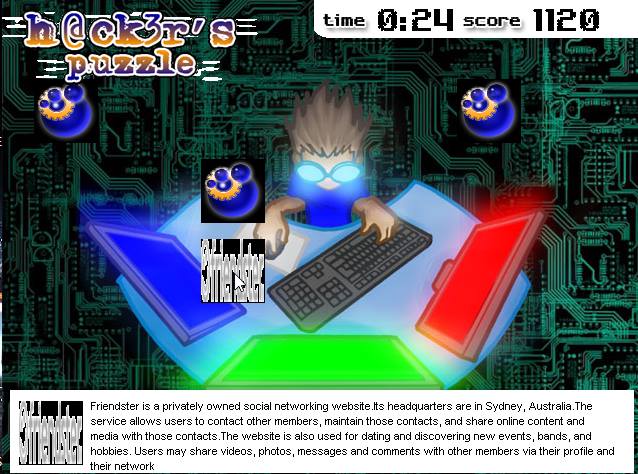 time 0:24 score 1120
h@ck3r's
puzzle
friendster
friendster
Friendster is a privately owned social networking website.Its headquarters are in Sydney, Australia.The
service allows users to contact other members, maintain those contacts, and share online content and
media with those contacts.The website is also used for dating and discovering new events, bands, and
hobbies. Users may share videos, photos, messages and comments with other members via their profile and
their network